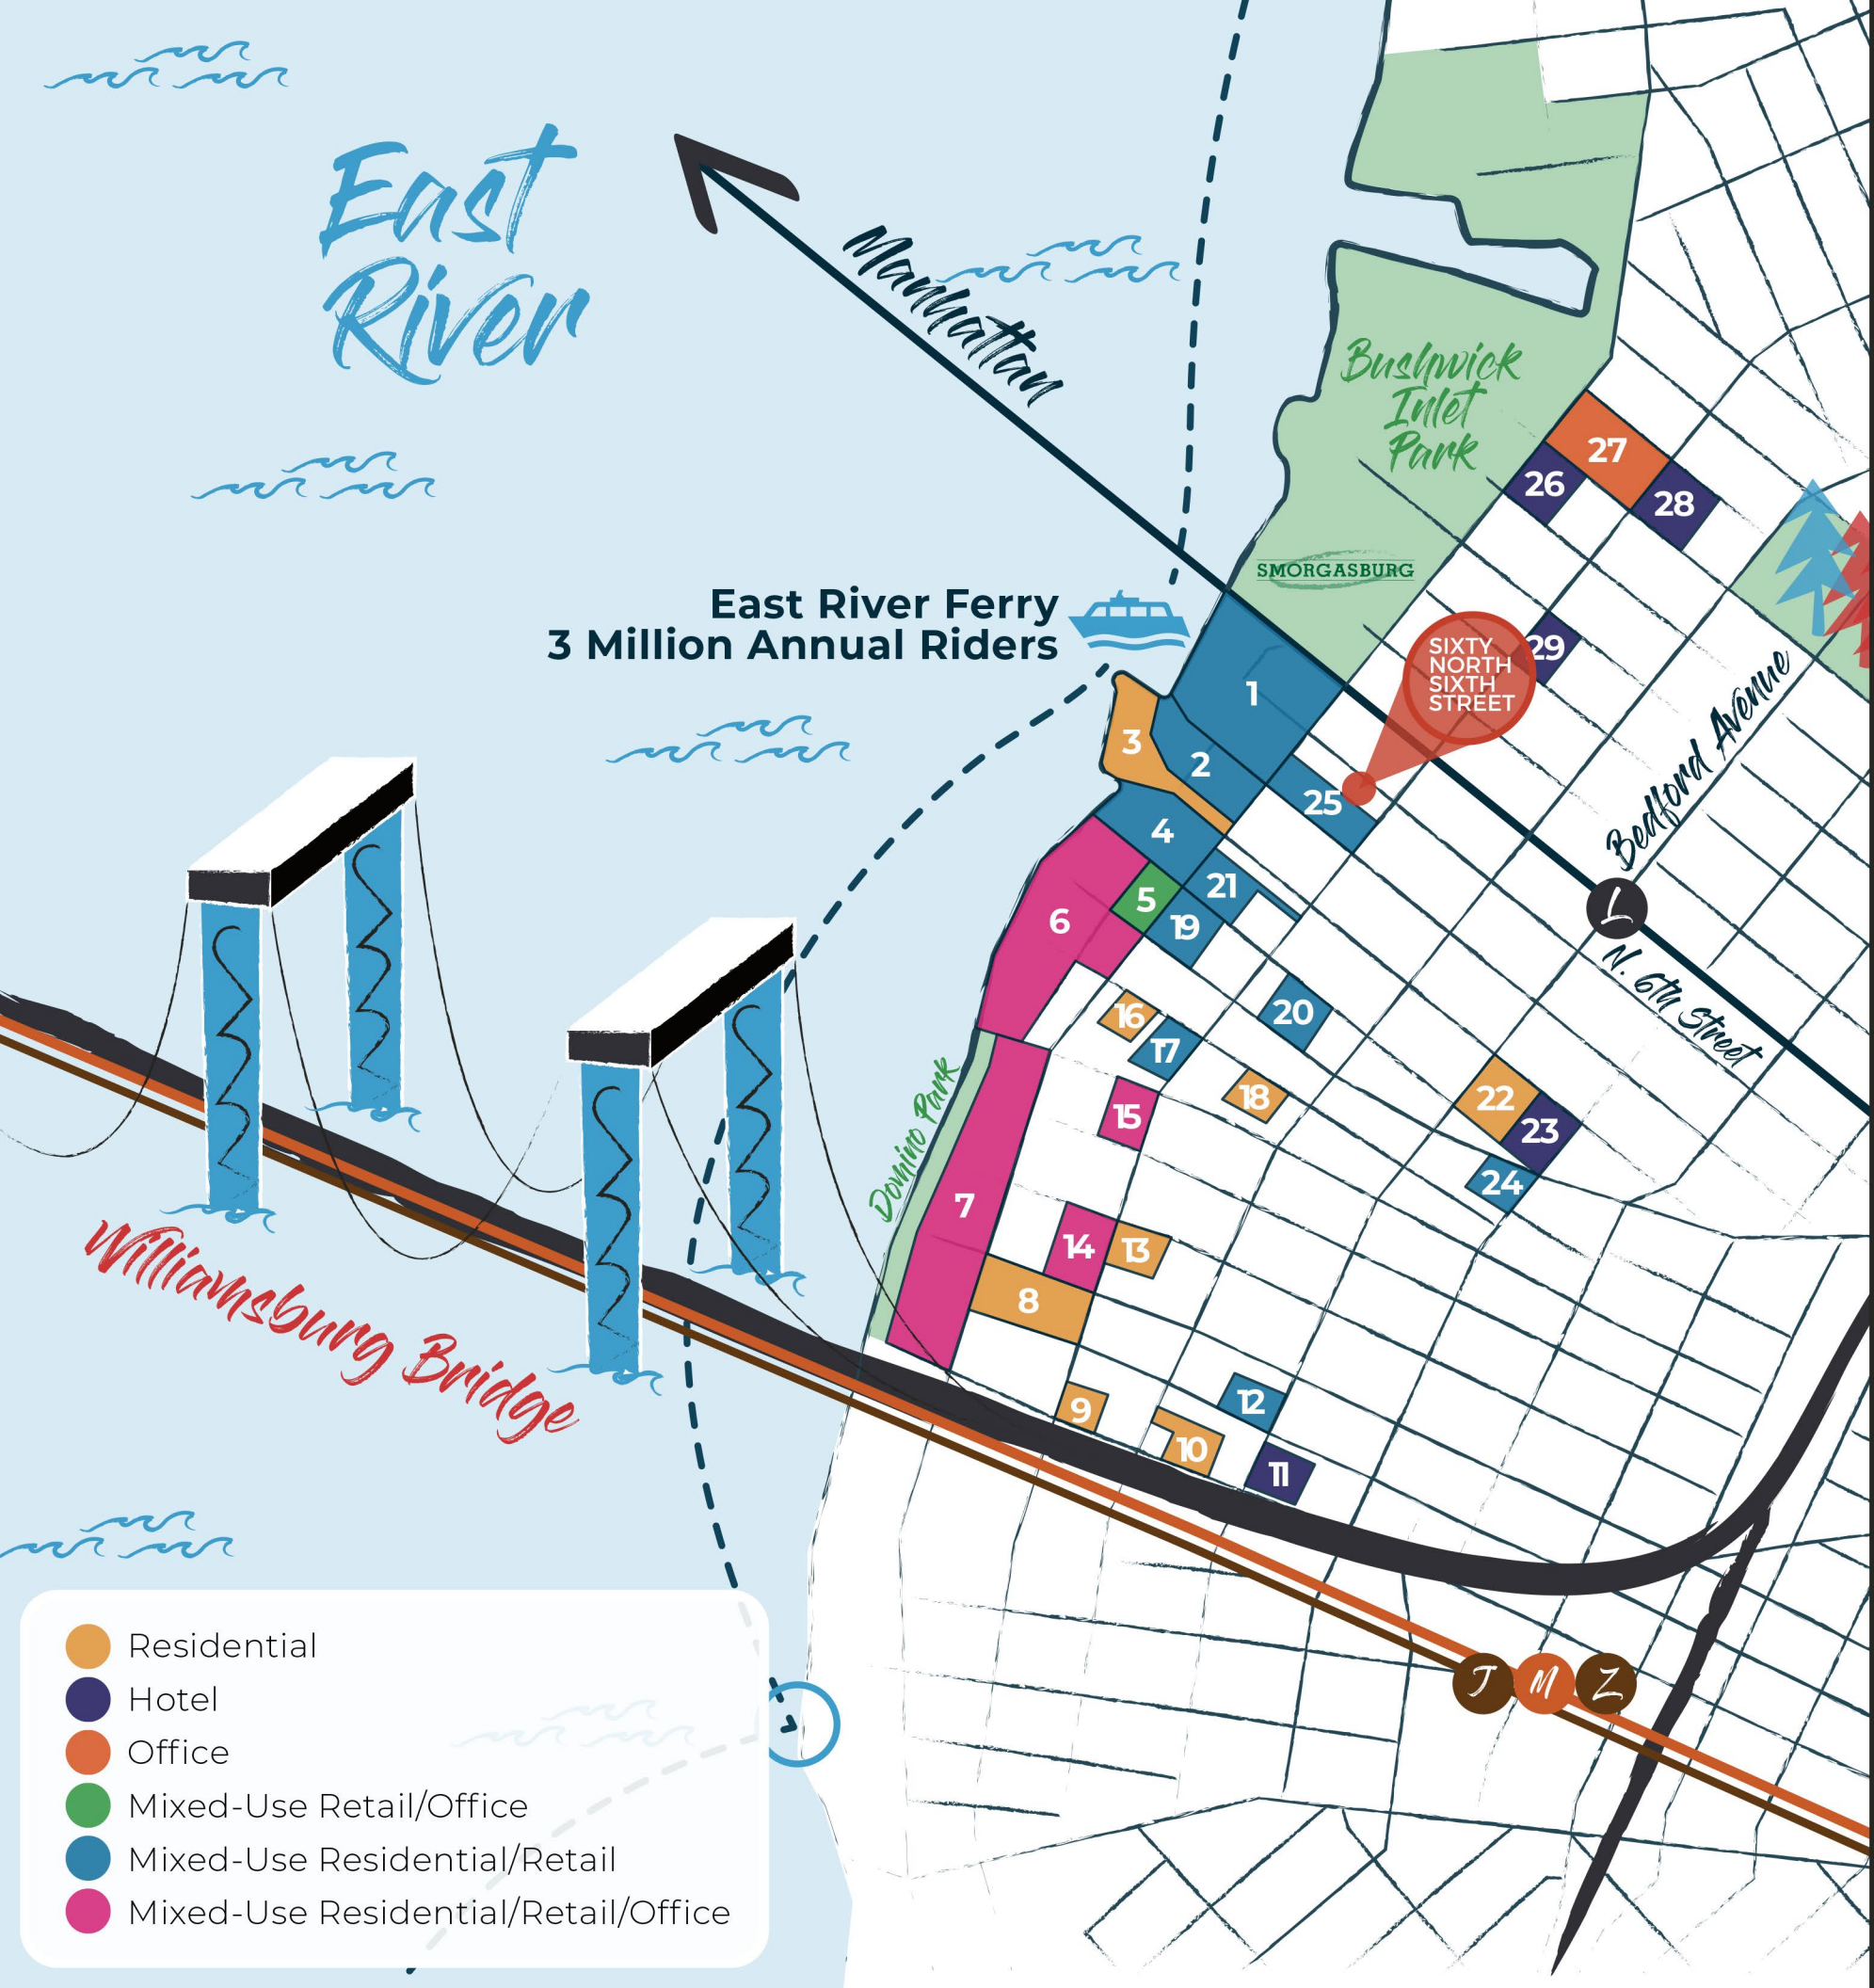 East
River
Manhattan
Bushwick
Inlet
Park
27
26
28
SMORGASBURG
East River Ferry
3 Million Annual Riders
SIXTY
NORTH
SIXTH
STREET
29
1
3
2
25
4
Bedford Avenue
L
N. 6th Street
5
21
6
19
16
20
17
15
18
22
23
24
Domino Park
7
14
13
8
9
12
10
11
Williamsburg Bridge
J
M
Z
Residential
Hotel
Office
Mixed-Use Retail/Office
Mixed-Use Residential/Retail
Mixed-Use Residential/Retail/Office